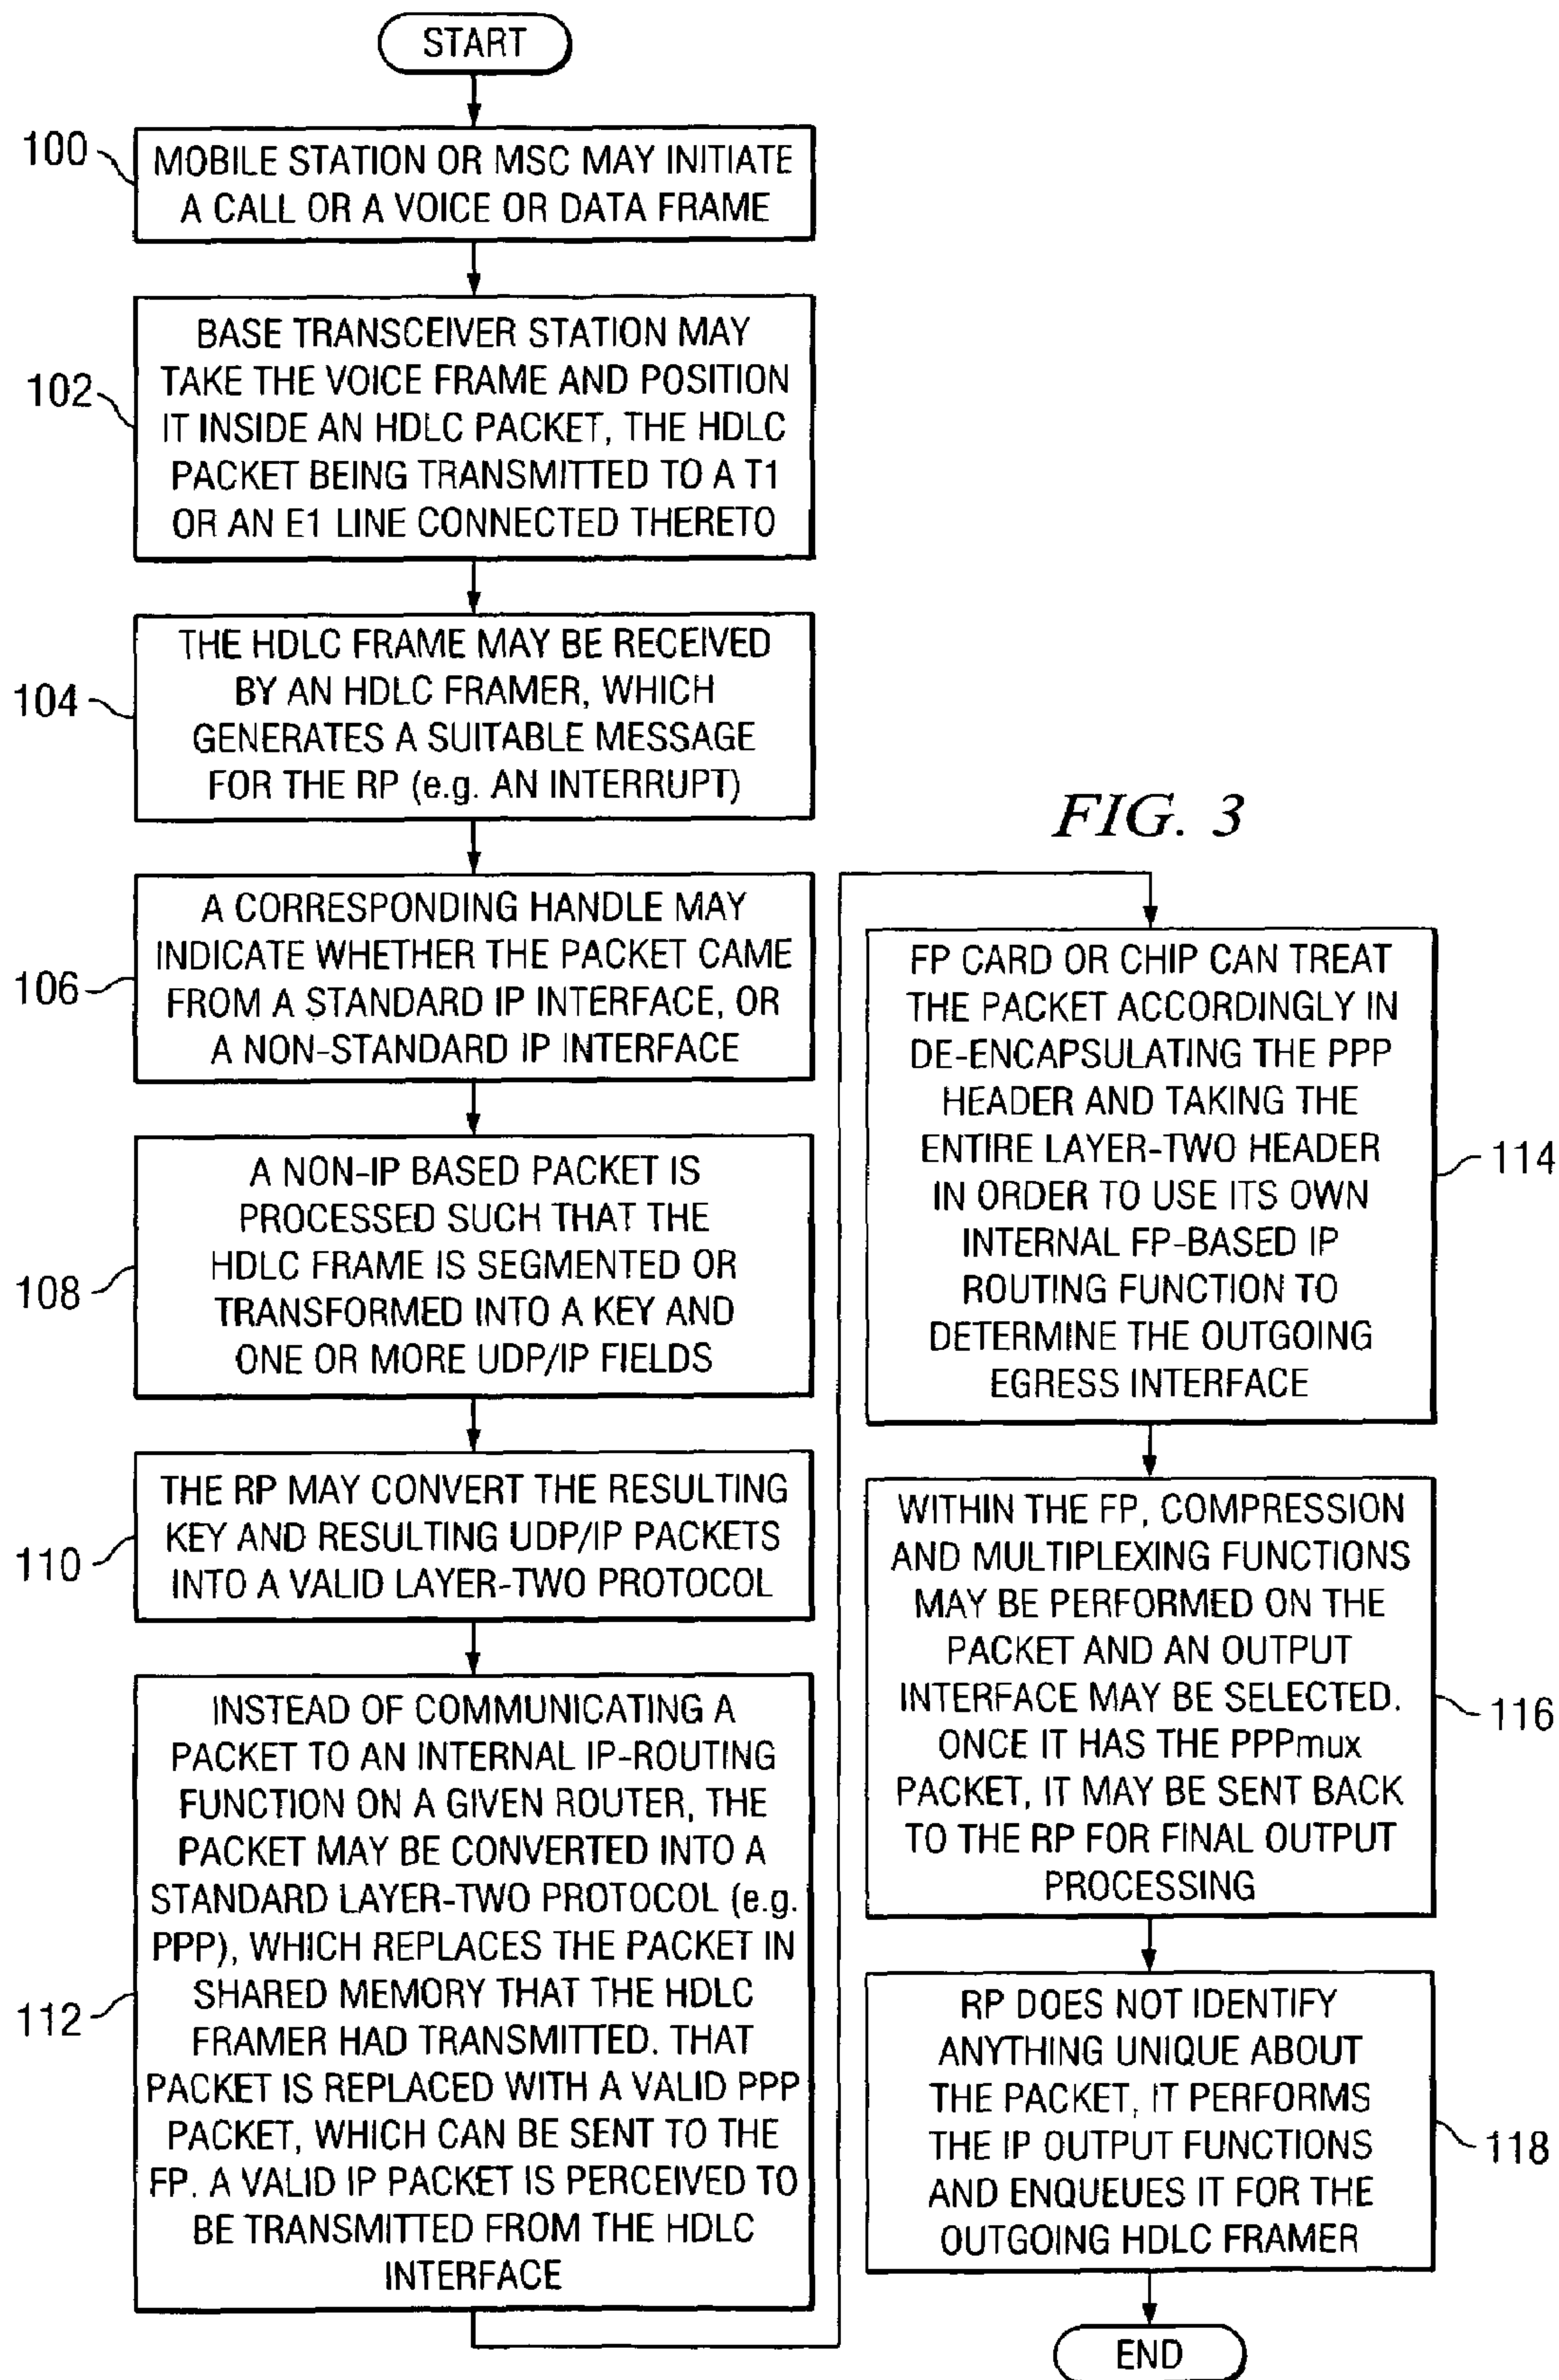 START
100
MOBILE STATION OR MSC MAY INITIATE
A CALL OR A VOICE OR DATA FRAME
102
BASE TRANSCEIVER STATION MAY
TAKE THE VOICE FRAME AND POSITION
IT INSIDE AN HDLC PACKET, THE HDLC
PACKET BEING TRANSMITTED TO A T1
OR AN E1 LINE CONNECTED THERETO
104
THE HDLC FRAME MAY BE RECEIVED
BY AN HDLC FRAMER, WHICH
GENERATES A SUITABLE MESSAGE
FOR THE RP (e.g. AN INTERRUPT)
106
A CORRESPONDING HANDLE MAY
INDICATE WHETHER THE PACKET CAME
FROM A STANDARD IP INTERFACE, OR
A NON-STANDARD IP INTERFACE
108
A NON-IP BASED PACKET IS
PROCESSED SUCH THAT THE
HDLC FRAME IS SEGMENTED OR
TRANSFORMED INTO A KEY AND
ONE OR MORE UDP/IP FIELDS
110
THE RP MAY CONVERT THE RESULTING
KEY AND RESULTING UDP/IP PACKETS
INTO A VALID LAYER-TWO PROTOCOL
112
INSTEAD OF COMMUNICATING A
PACKET TO AN INTERNAL IP-ROUTING
FUNCTION ON A GIVEN ROUTER, THE
PACKET MAY BE CONVERTED INTO A
STANDARD LAYER-TWO PROTOCOL (e.g.
PPP), WHICH REPLACES THE PACKET IN
SHARED MEMORY THAT THE HDLC
FRAMER HAD TRANSMITTED. THAT
PACKET IS REPLACED WITH A VALID PPP
PACKET, WHICH CAN BE SENT TO THE
FP. A VALID IP PACKET IS PERCEIVED TO
BE TRANSMITTED FROM THE HDLC
INTERFACE
FIG. 3
FP CARD OR CHIP CAN TREAT
THE PACKET ACCORDINGLY IN
DE-ENCAPSULATING THE PPP
HEADER AND TAKING THE
ENTIRE LAYER-TWO HEADER
IN ORDER TO USE ITS OWN
INTERNAL FP-BASED IP
ROUTING FUNCTION TO
DETERMINE THE OUTGOING
EGRESS INTERFACE
114
WITHIN THE FP, COMPRESSION
AND MULTIPLEXING FUNCTIONS
MAY BE PERFORMED ON THE
PACKET AND AN OUTPUT
INTERFACE MAY BE SELECTED.
ONCE IT HAS THE PPPmux
PACKET, IT MAY BE SENT BACK
TO THE RP FOR FINAL OUTPUT
PROCESSING
116
RP DOES NOT IDENTIFY
ANYTHING UNIQUE ABOUT
THE PACKET, IT PERFORMS
THE IP OUTPUT FUNCTIONS
AND ENQUEUES IT FOR THE
OUTGOING HDLC FRAMER
118
END